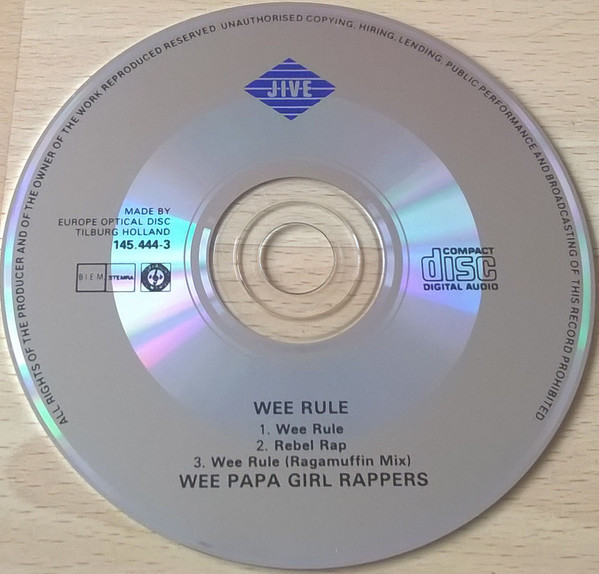 ALL RIGHTS OF THE PRODUCER AND OF THE OWNER OF THE WORK REPRODUCED RESERVED. UNAUTHORISED COPYING, HIRING, LENDING, PUBLIC PERFORMANCE AND BROADCASTING OF THIS RECORD PROHIBITED
JIVE
MADE BY
EUROPE OPTICAL DISC
TILBURG HOLLAND
145.444-3
BIEM STEMRA
COMPACT
disc
DIGITAL AUDIO
WEE RULE
1. Wee Rule
2. Rebel Rap
3. Wee Rule (Ragamuffin Mix)
WEE PAPA GIRL RAPPERS